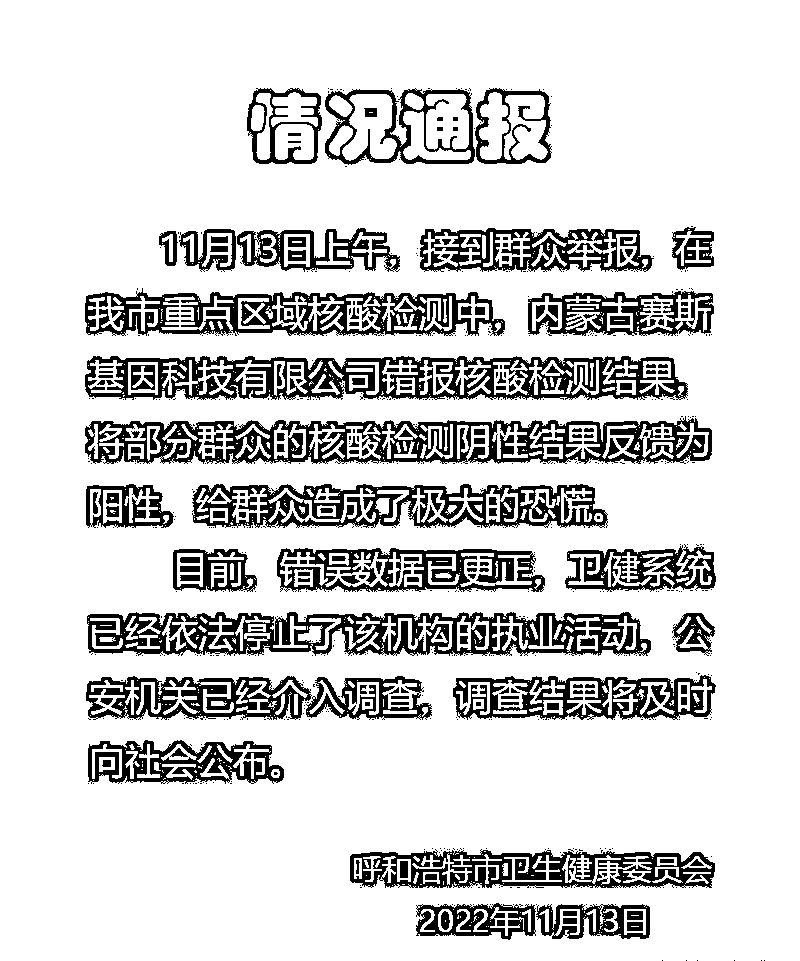 情况通报
11月13日上午，接到群众举报，在
我市重点区域核酸检测中，内蒙古赛斯
基因科技有限公司错报核酸检测结果，
将部分群众的核酸检测阴性结果反馈为
阳性，给群众造成了极大的恐慌。
目前，错误数据已更正，卫健系统
已经依法停止了该机构的执业活动，公
安机关已经介入调查，调查结果将及时
向社会公布。
呼和浩特市卫生健康委员会
2022年11月13日